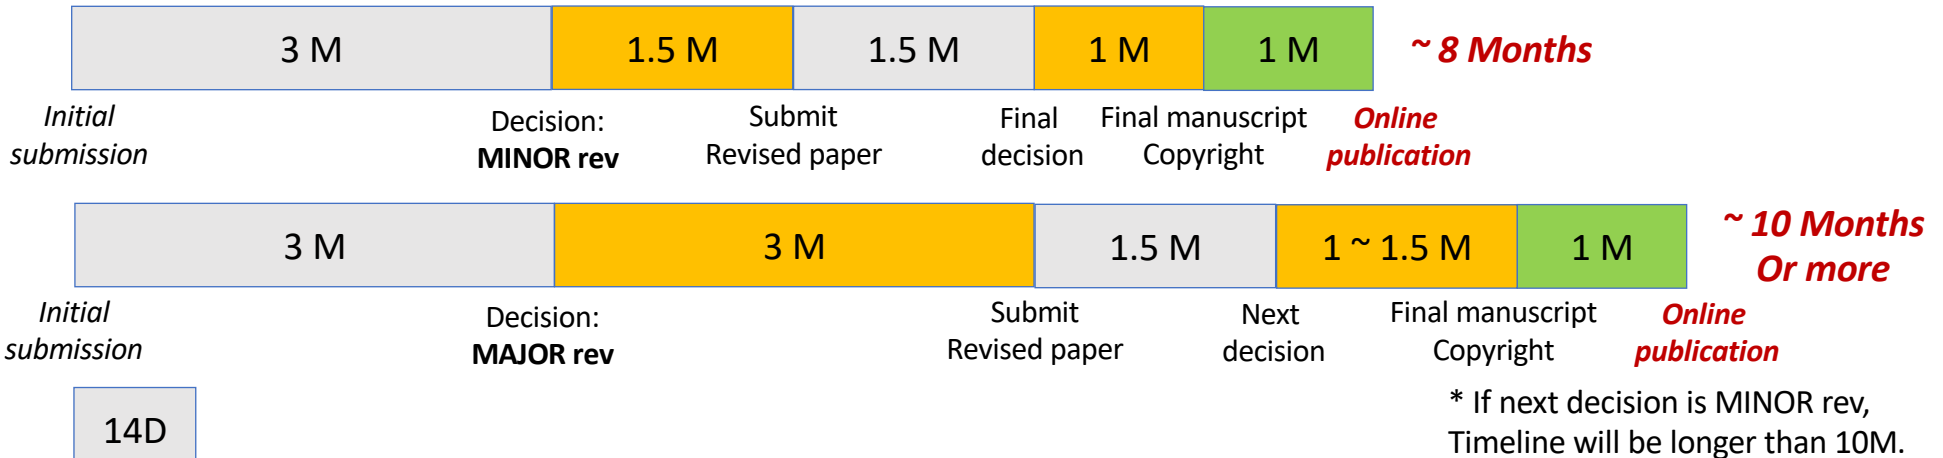 3 M 1.5 M 1.5 M 1 M 1 M ~ 8 Months
Initial
submission
Decision:
MINOR rev
Submit
Revised paper
Final
decision
Final manuscript
Copyright
Online
publication
3 M 3 M 1.5 M 1 ~ 1.5 M 1 M
~ 10 Months
Or more
Initial
submission
Decision:
MAJOR rev
Submit
Revised paper
Next
decision
Final manuscript
Copyright
Online
publication
14D
* If next decision is MINOR rev,
Timeline will be longer than 10M.